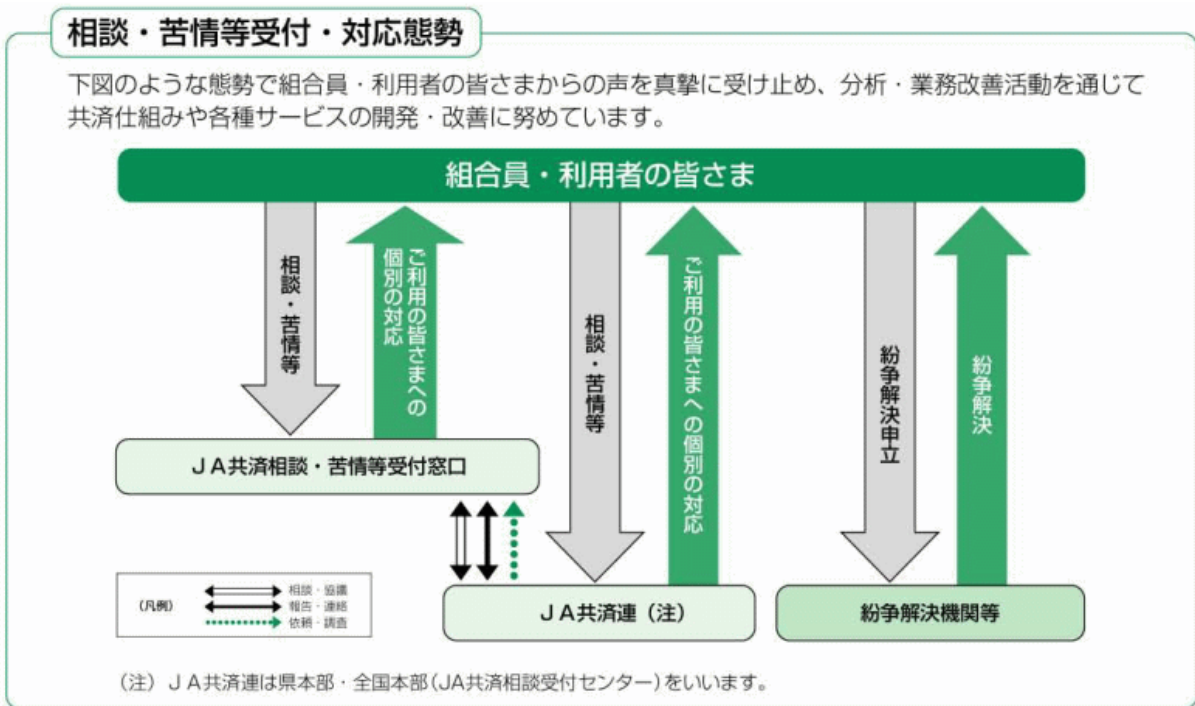 相談・苦情等受付・対応態勢
下図のような態勢で組合員・利用者の皆さまからの声を真摯に受け止め、分析・業務改善活動を通じて
共済仕組みや各種サービスの開発・改善に努めています。
組合員・利用者の皆さま
相談・苦情等
ご利用の皆さまへの
個別の対応
相談・苦情等
ご利用の皆さまへの個別の対応
紛争解決申立
紛争解決
JA共済相談・苦情等受付窓口
(凡例)
相談・協議
報告・連絡
依頼・調査
JA共済連（注）
紛争解決機関等
（注）JA共済連は県本部・全国本部(JA共済相談受付センター)をいいます。